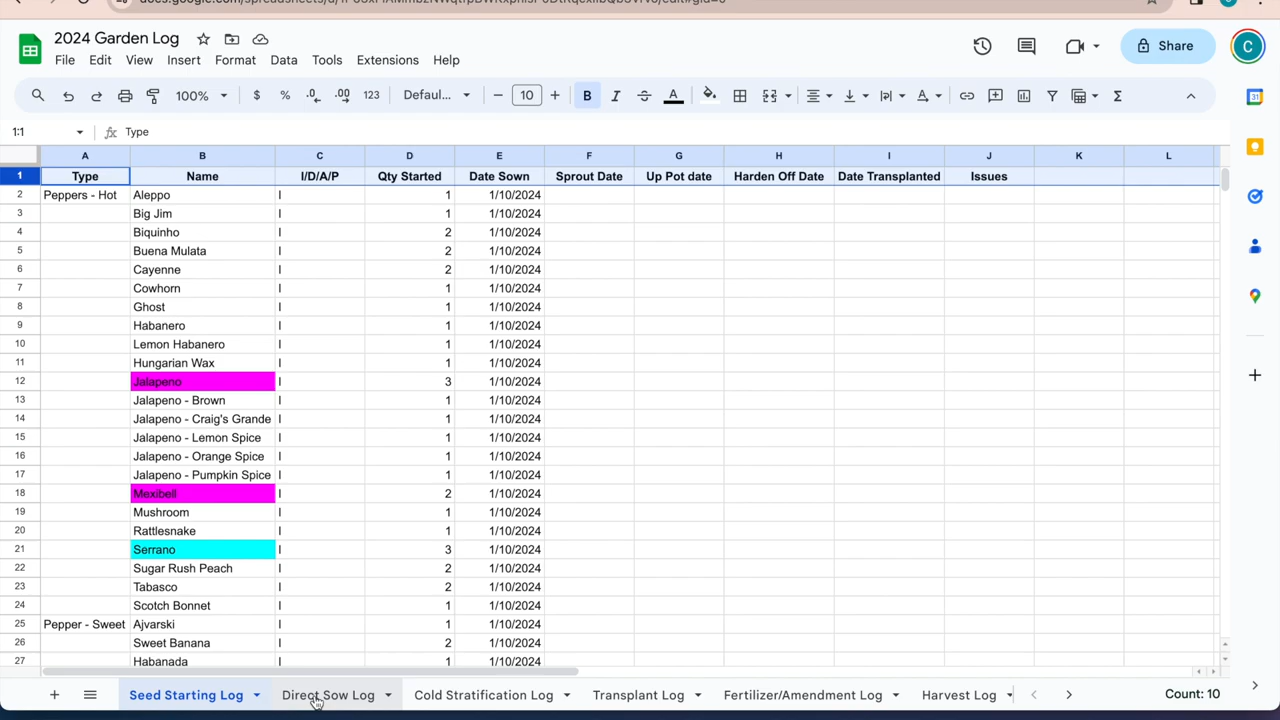 2024 Garden Log
File Edit View Insert Format Data Tools Extensions Help
Share
C
100% $ % .0 .00 123 Defaul... − 10 + B I A
1:1 fx Type
A B C D E F G H I J K L
1 Type Name I/D/A/P Qty Started Date Sown Sprout Date Up Pot date Harden Off Date Date Transplanted Issues
2 Peppers - Hot Aleppo I 1 1/10/2024
3 Big Jim I 1 1/10/2024
4 Biquinho I 2 1/10/2024
5 Buena Mulata I 2 1/10/2024
6 Cayenne I 2 1/10/2024
7 Cowhorn I 1 1/10/2024
8 Ghost I 1 1/10/2024
9 Habanero I 1 1/10/2024
10 Lemon Habanero I 1 1/10/2024
11 Hungarian Wax I 1 1/10/2024
12 Jalapeno I 3 1/10/2024
13 Jalapeno - Brown I 1 1/10/2024
14 Jalapeno - Craig's Grande I 1 1/10/2024
15 Jalapeno - Lemon Spice I 1 1/10/2024
16 Jalapeno - Orange Spice I 1 1/10/2024
17 Jalapeno - Pumpkin Spice I 1 1/10/2024
18 Mexibell I 2 1/10/2024
19 Mushroom I 1 1/10/2024
20 Rattlesnake I 1 1/10/2024
21 Serrano I 3 1/10/2024
22 Sugar Rush Peach I 2 1/10/2024
23 Tabasco I 2 1/10/2024
24 Scotch Bonnet I 1 1/10/2024
25 Pepper - Sweet Ajvarski I 1 1/10/2024
26 Sweet Banana I 2 1/10/2024
27 Habanada I 1 1/10/2024
Seed Starting Log Direct Sow Log Cold Stratification Log Transplant Log Fertilizer/Amendment Log Harvest Log Count: 10